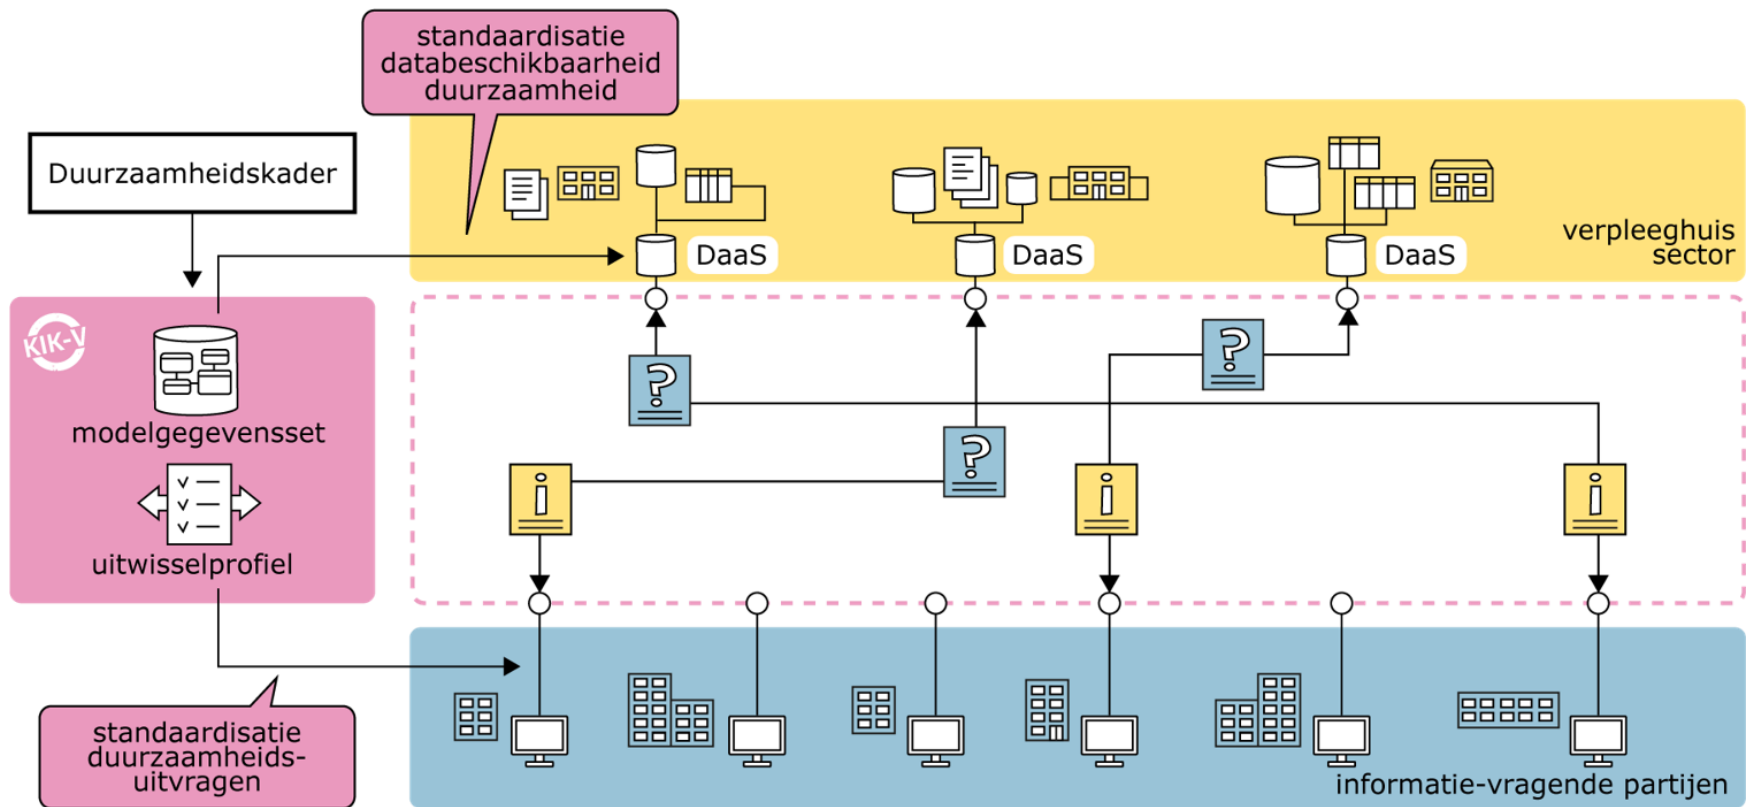 standaardisatie
databeschikbaarheid
duurzaamheid
Duurzaamheidskader
DaaS
DaaS
DaaS
verpleeghuis
sector
KIK-V
modelgegevensset
uitwisselprofiel
?
?
?
i
i
i
standaardisatie
duurzaamheids-
uitvragen
informatie-vragende partijen